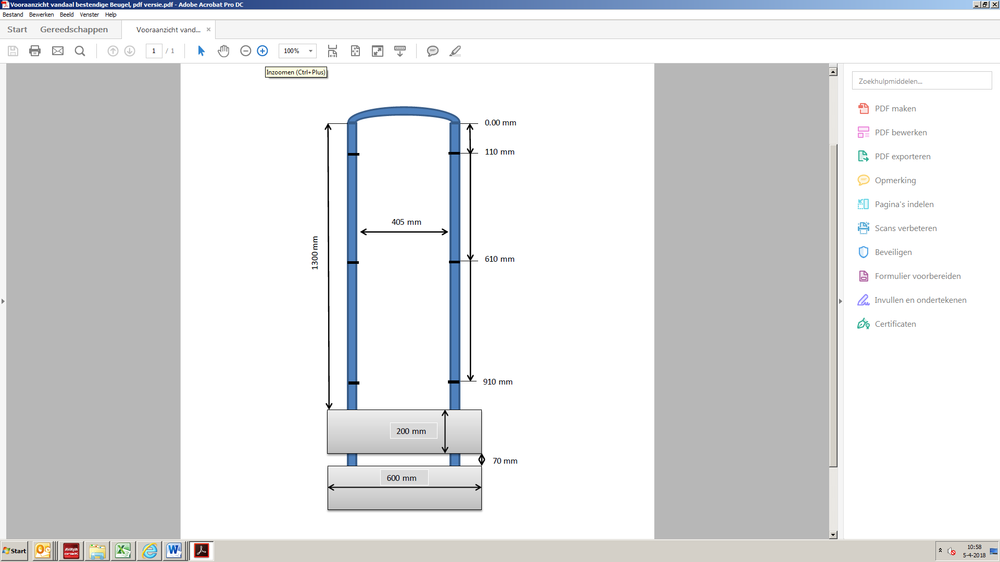 Vooraanzicht vandaal bestendige Beugel, pdf versie.pdf - Adobe Acrobat Pro DC
Bestand Bewerken Beeld Venster Help
Start Gereedschappen Vooraanzicht vand... ×
1 / 1 100%
Inzoomen (Ctrl+Plus)
Zoekhulpmiddelen...
PDF maken
PDF bewerken
PDF exporteren
Opmerking
Pagina's indelen
Scans verbeteren
Beveiligen
Formulier voorbereiden
Invullen en ondertekenen
Certificaten
0.00 mm
110 mm
405 mm
1300 mm
610 mm
910 mm
200 mm
70 mm
600 mm
Start
AVAYA
one-X
10:58
5-4-2018